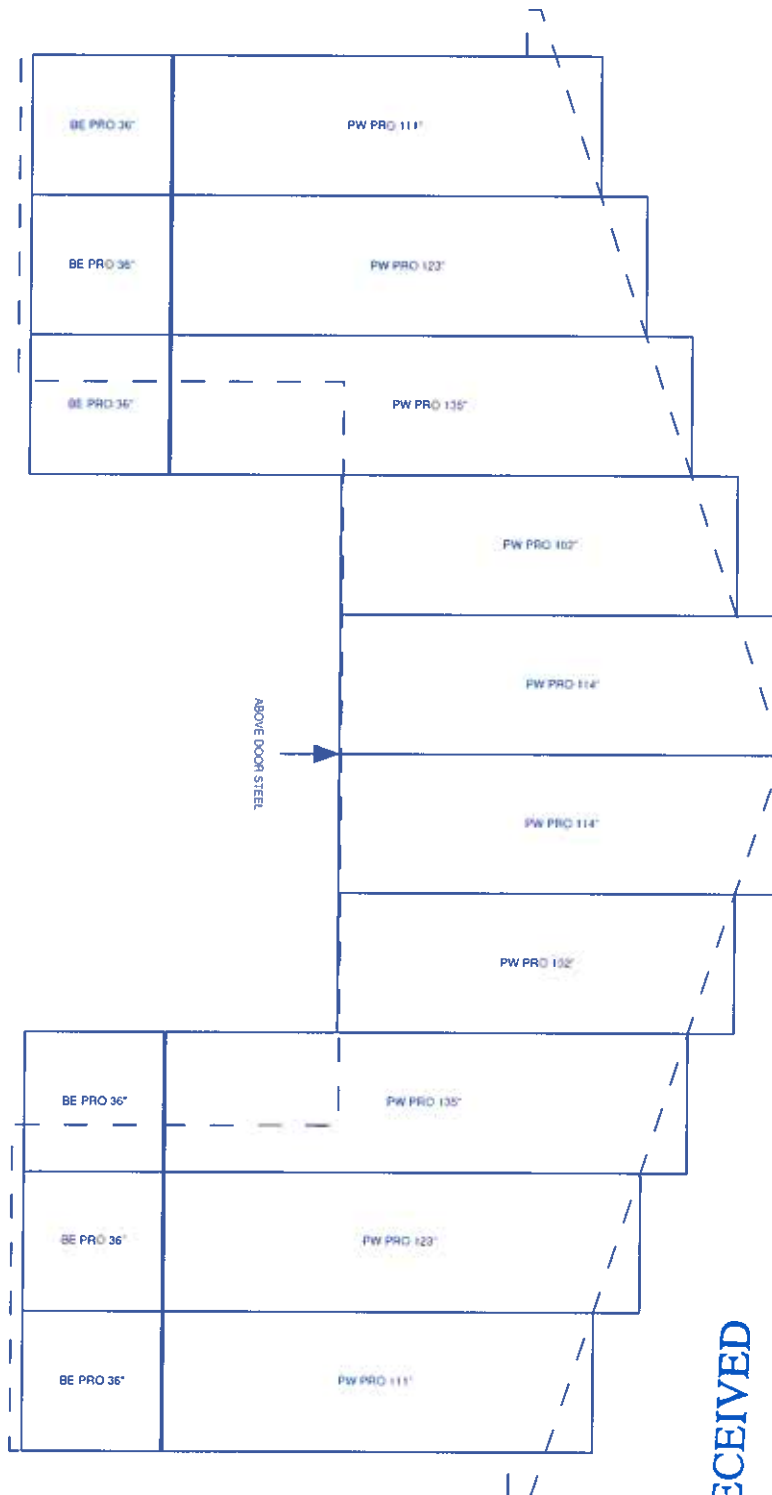 BE PRO 36" PW PRO 111"
BE PRO 36" PW PRO 123"
BE PRO 36" PW PRO 135"
PW PRO 102"
PW PRO 114"
ABOVE DOOR STEEL
PW PRO 114"
PW PRO 102"
BE PRO 36" PW PRO 135"
BE PRO 36" PW PRO 123"
BE PRO 36" PW PRO 111"
ECEIVED